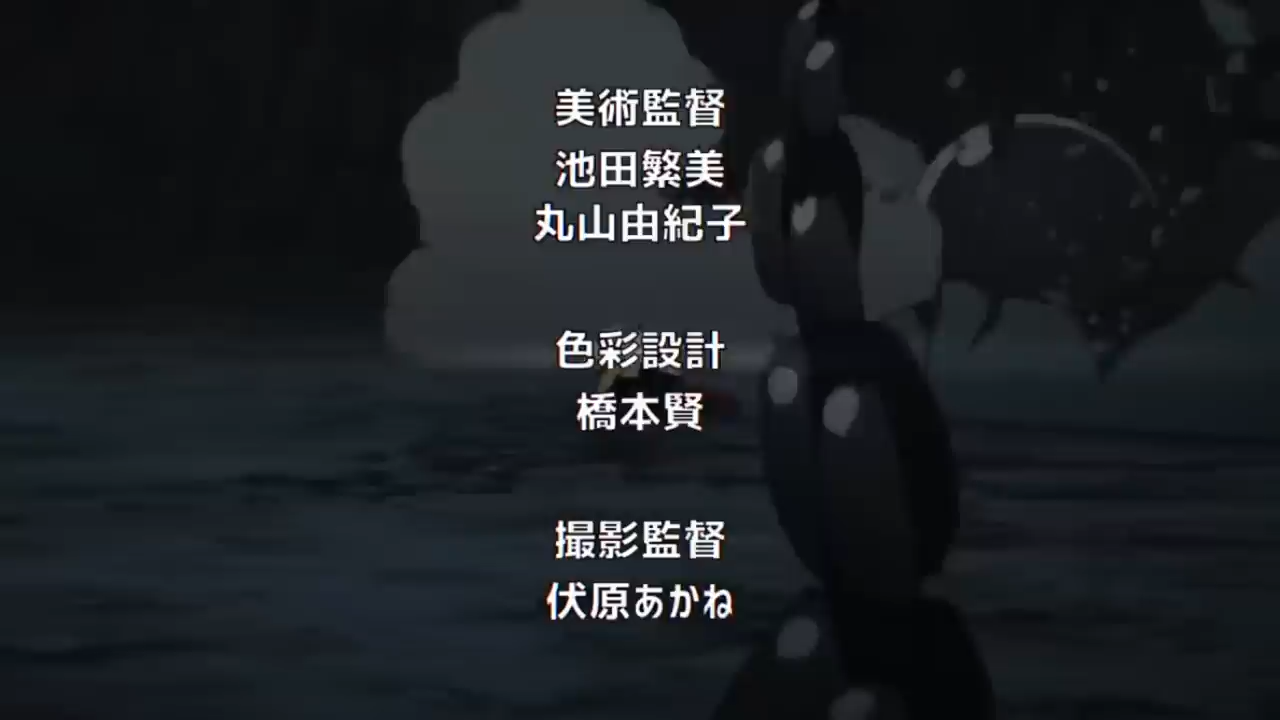 美術監督
池田繁美
丸山由紀子
色彩設計
橋本賢
撮影監督
伏原あかね